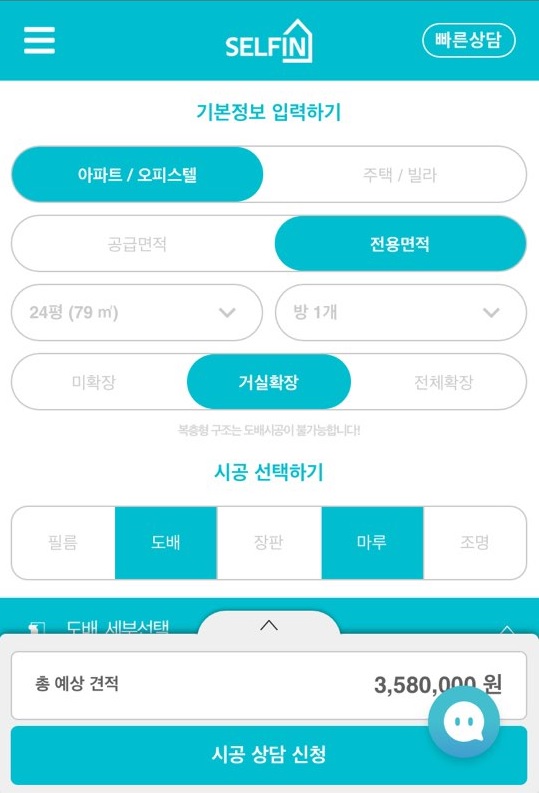 SELFIN
빠른상담
기본정보 입력하기
아파트 / 오피스텔
주택 / 빌라
공급면적
전용면적
24평 (79 ㎡)
방 1개
미확장
거실확장
전체확장
복층형 구조는 도배시공이 불가능합니다!
시공 선택하기
필름
도배
장판
마루
조명
도배 세부선택
총 예상 견적
3,580,000 원
시공 상담 신청